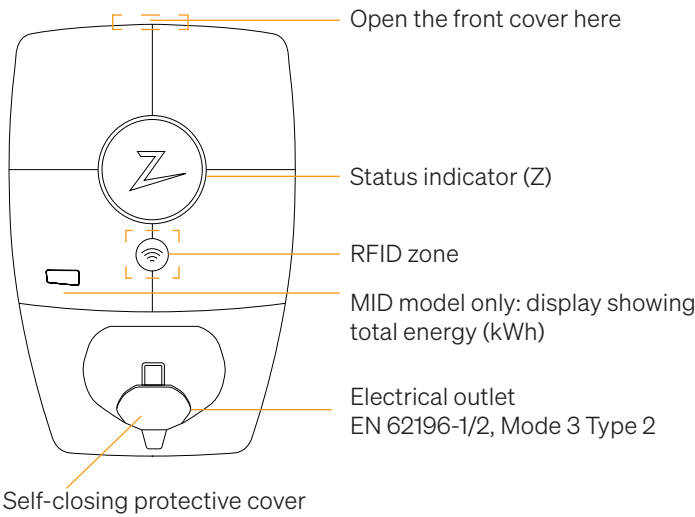 Open the front cover here
Status indicator (Z)
RFID zone
MID model only: display showing
total energy (kWh)
Electrical outlet
EN 62196-1/2, Mode 3 Type 2
Self-closing protective cover